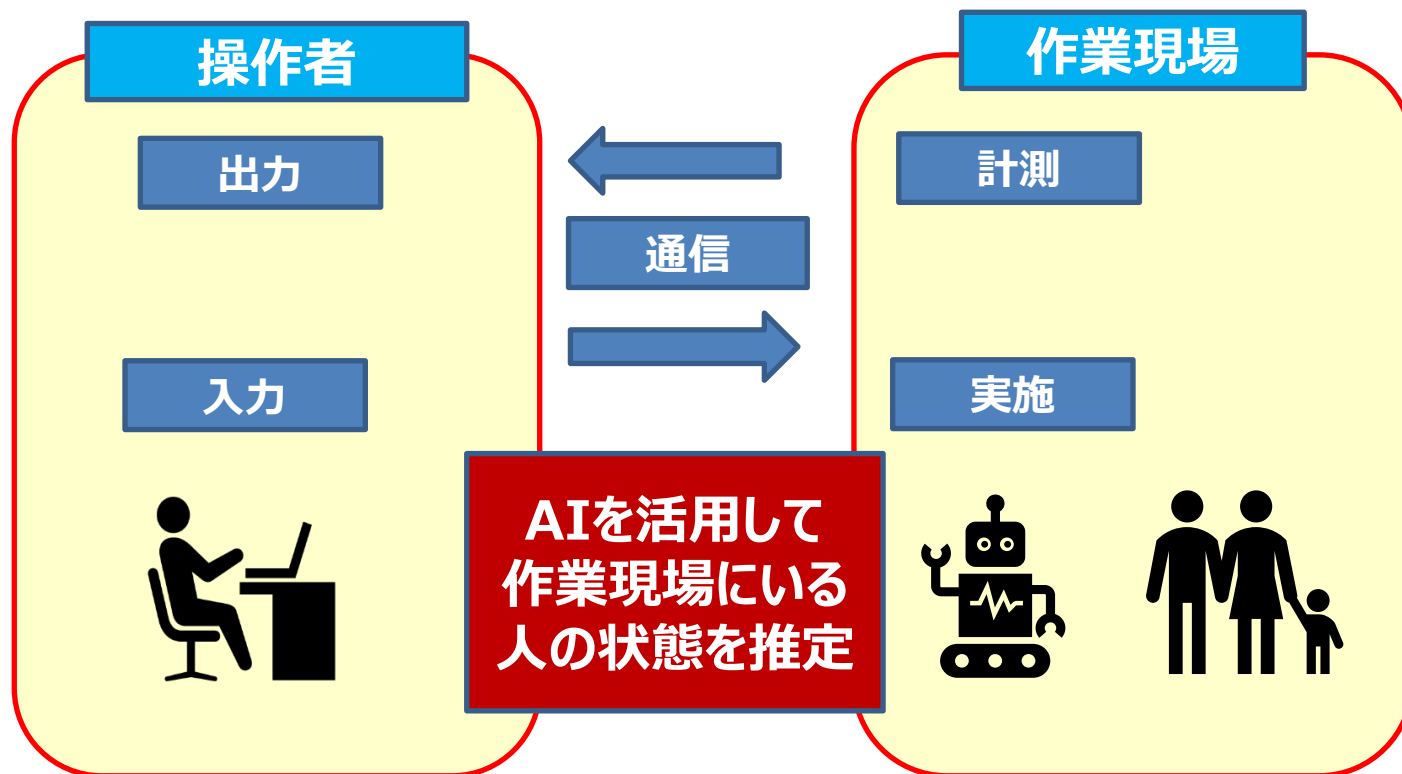 操作者
作業現場
出力
計測
通信
入力
実施
AIを活用して
作業現場にいる
人の状態を推定